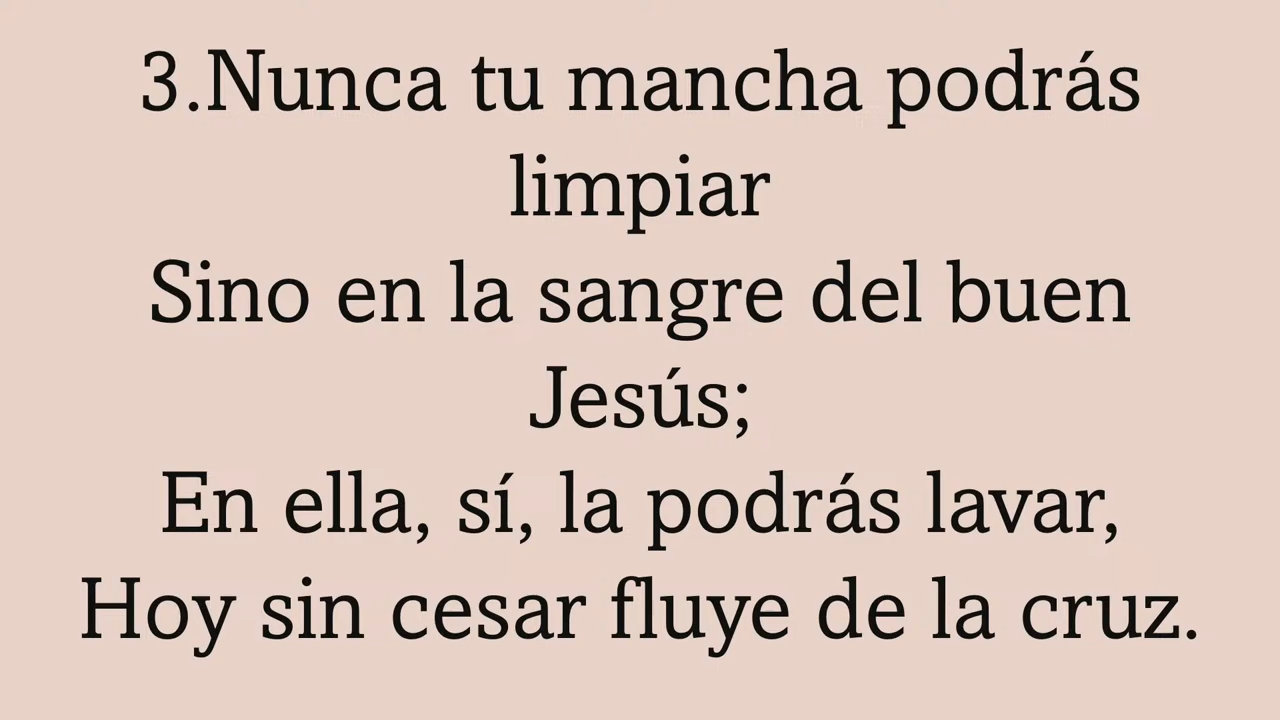 3.Nunca tu mancha podrás
limpiar
Sino en la sangre del buen
Jesús;
En ella, sí, la podrás lavar,
Hoy sin cesar fluye de la cruz.